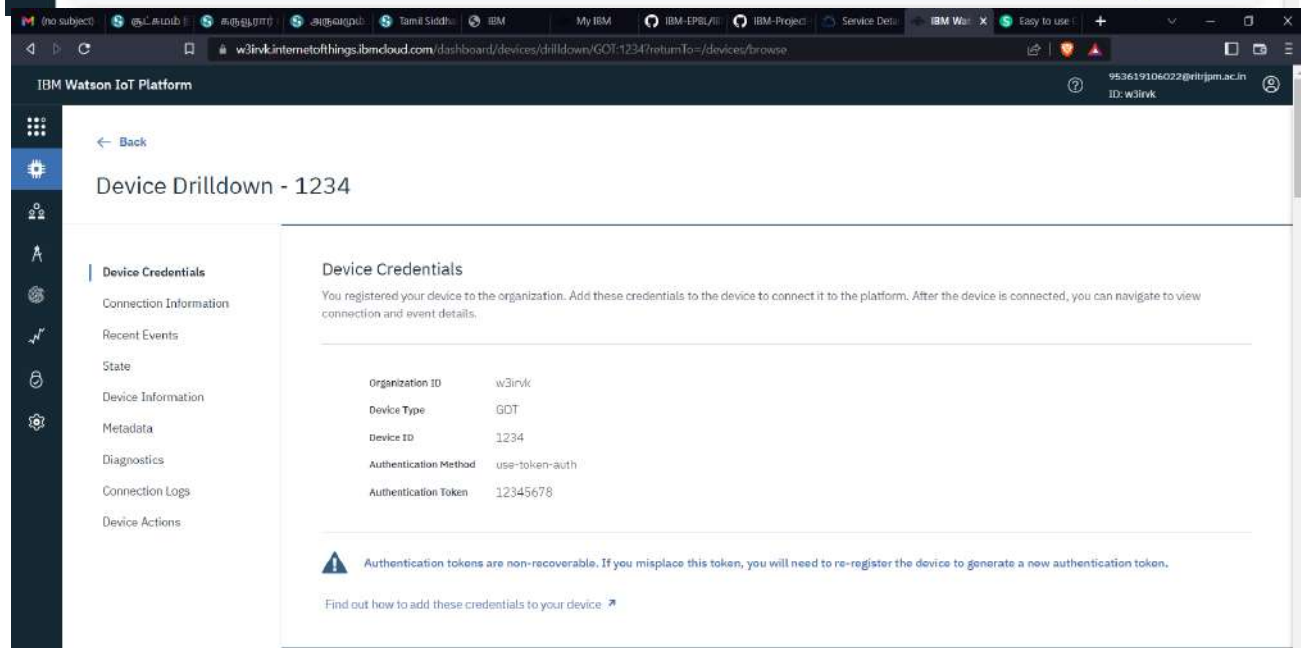 (no subject)
Tamil Siddh
IBM
My IBM
IBM-EPBL/I
IBM-Project
Service Deta
IBM Wat
Easy to use
w3irvk.internetofthings.ibmcloud.com/dashboard/devices/drilldown/GOT:1234?returnTo=/devices/browse
IBM Watson IoT Platform
953619106022@ritrjpm.ac.in
ID: w3irvk
← Back
Device Drilldown - 1234
Device Credentials
Connection Information
Recent Events
State
Device Information
Metadata
Diagnostics
Connection Logs
Device Actions
Device Credentials
You registered your device to the organization. Add these credentials to the device to connect it to the platform. After the device is connected, you can navigate to view
connection and event details.
Organization ID w3irvk
Device Type GOT
Device ID 1234
Authentication Method use-token-auth
Authentication Token 12345678
Authentication tokens are non-recoverable. If you misplace this token, you will need to re-register the device to generate a new authentication token.
Find out how to add these credentials to your device